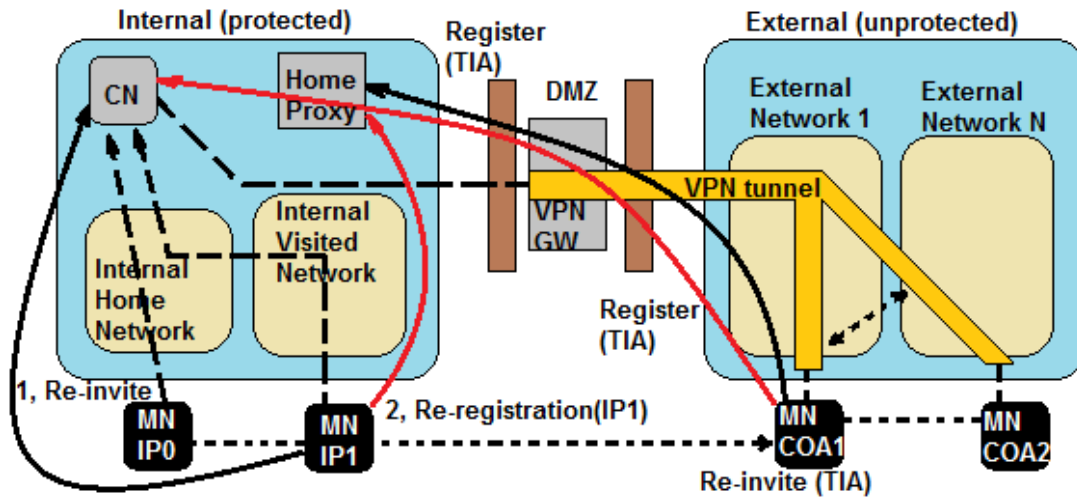 Internal (protected)
External (unprotected)
Register
(TIA)
CN
Home
Proxy
DMZ
External
Network 1
External
Network N
VPN tunnel
VPN
GW
Internal
Visited
Network
Internal
Home
Network
Register
(TIA)
1, Re-invite
2, Re-registration(IP1)
MN
IP0
MN
IP1
MN
COA1
MN
COA2
Re-invite (TIA)